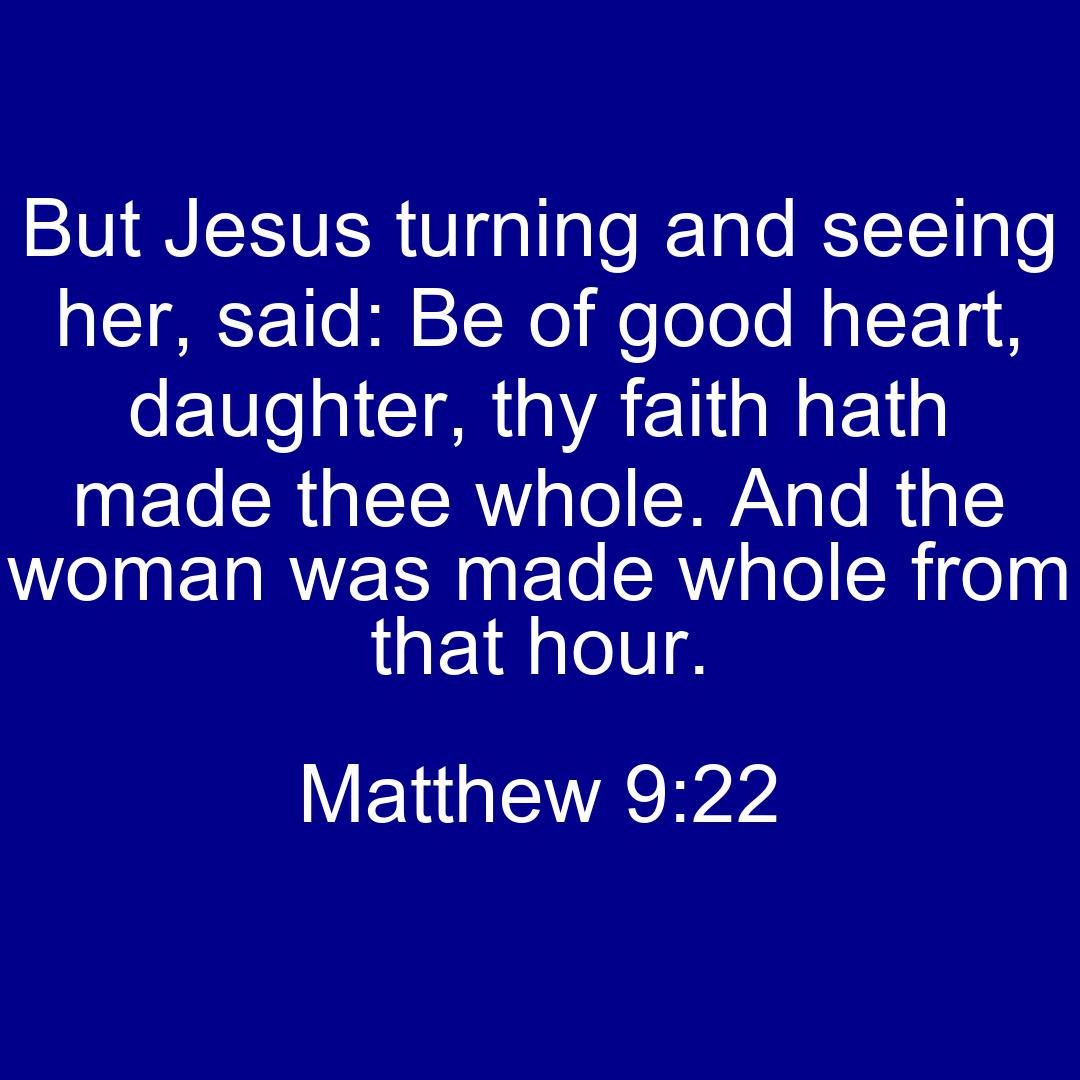 But Jesus turning and seeing
her, said: Be of good heart,
daughter, thy faith hath
made thee whole. And the
woman was made whole from
that hour.
Matthew 9:22